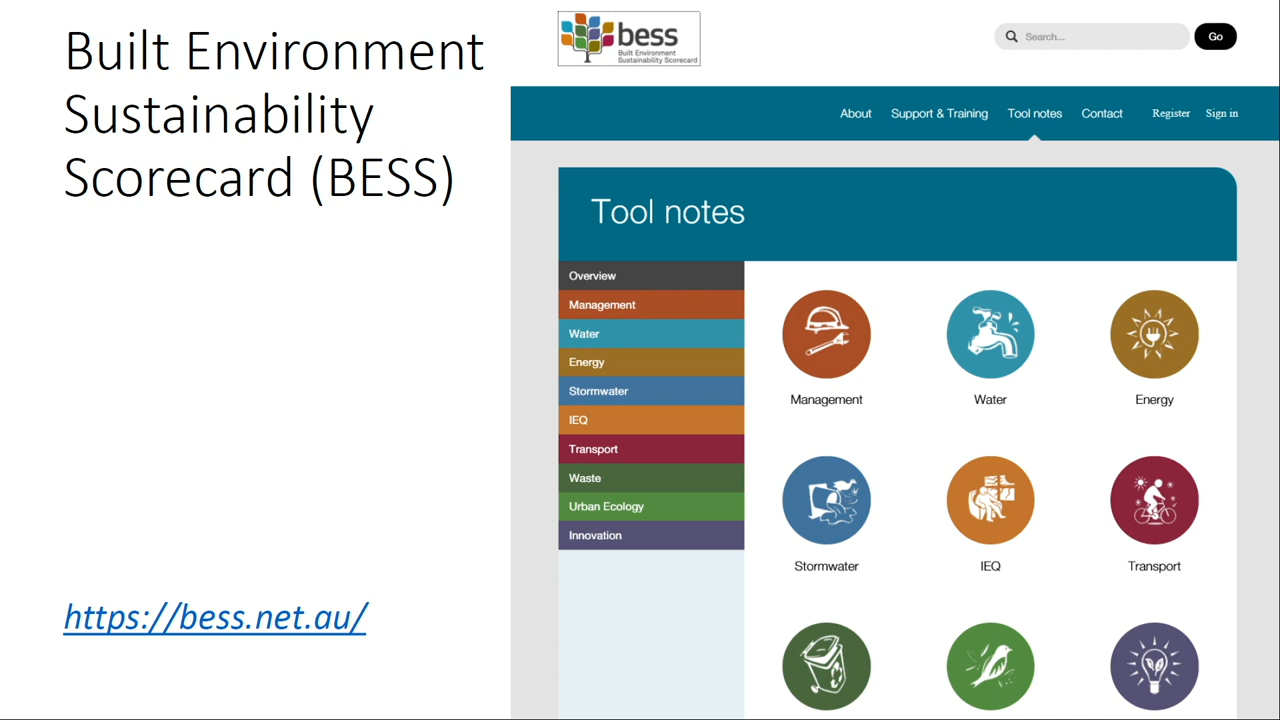 Built Environment
Sustainability
Scorecard (BESS)
https://bess.net.au/
bess
Built Environment
Sustainability Scorecard
Search...
Go
About
Support & Training
Tool notes
Contact
Register
Sign in
Tool notes
Overview
Management
Water
Energy
Stormwater
IEQ
Transport
Waste
Urban Ecology
Innovation
Management
Water
Energy
Stormwater
IEQ
Transport